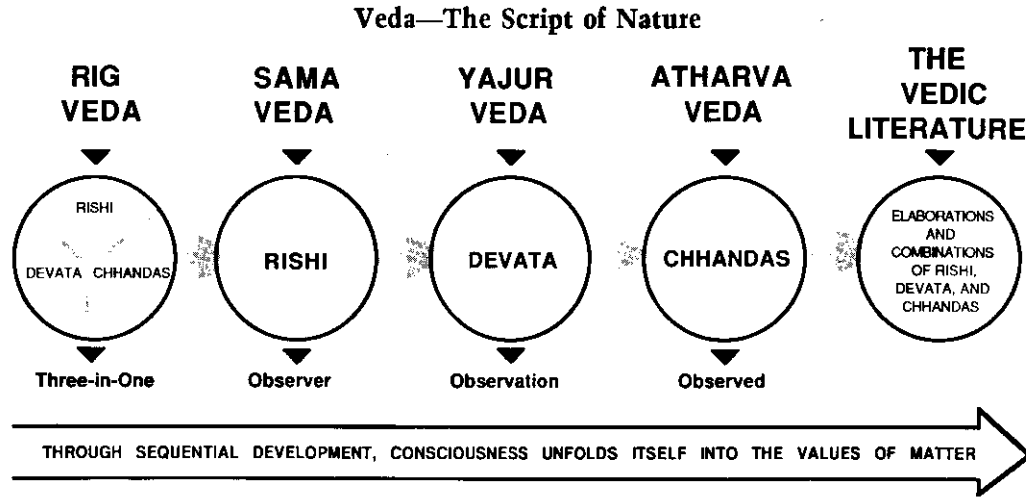 Veda—The Script of Nature
RIG
VEDA
SAMA
VEDA
YAJUR
VEDA
ATHARVA
VEDA
THE
VEDIC
LITERATURE
RISHI
DEVATA CHHANDAS
RISHI
DEVATA
CHHANDAS
ELABORATIONS
AND
COMBINATIONS
OF RISHI,
DEVATA, AND
CHHANDAS
Three-in-One
Observer
Observation
Observed
THROUGH SEQUENTIAL DEVELOPMENT, CONSCIOUSNESS UNFOLDS ITSELF INTO THE VALUES OF MATTER